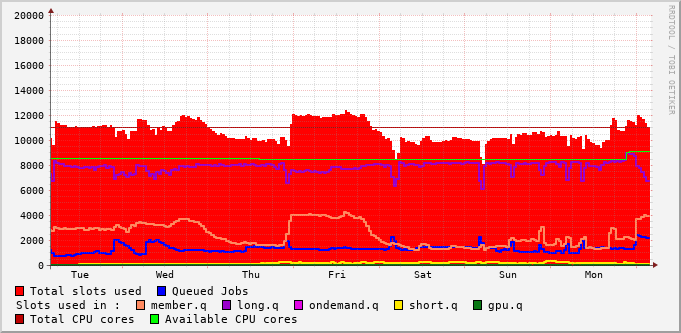 20000
18000
16000
14000
12000
10000
8000
6000
4000
2000
0
Tue Wed Thu Fri Sat Sun Mon
RRDTOOL / TOBI OETIKER
Total slots used Queued Jobs
Slots used in : member.q long.q ondemand.q short.q gpu.q
Total CPU cores Available CPU cores